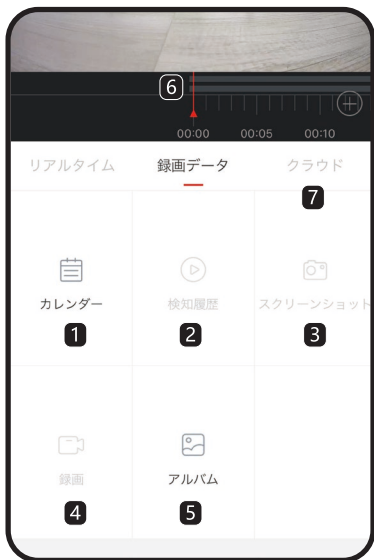 6
00:00 00:05 00:10
リアルタイム 録画データ クラウド
7
カレンダー 検知履歴 スクリーンショット
1 2 3
録画 アルバム
4 5